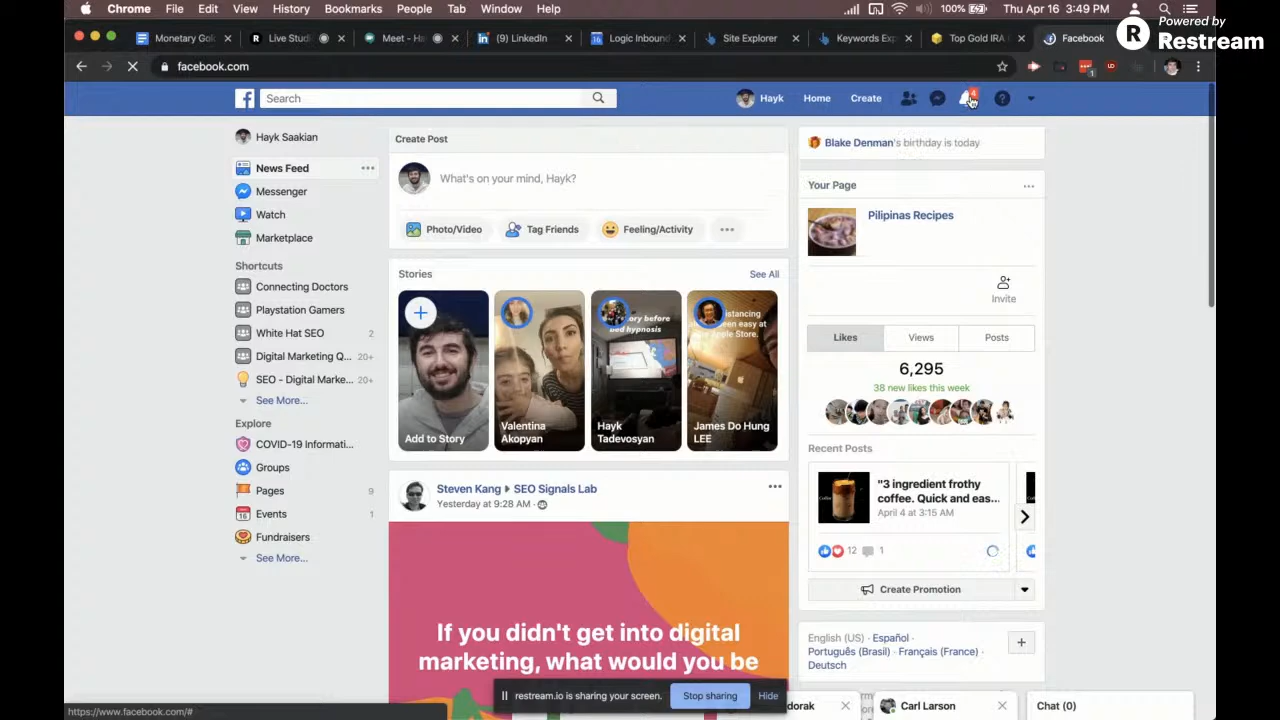 Chrome File Edit View History Bookmarks People Tab Window Help
100% Thu Apr 16 3:49 PM
Powered by
Restream
Monetary Gol
Live Studi
Meet - Ha
(9) LinkedIn
Logic Inbound
Site Explorer
Keywords Exp
Top Gold IRA
Facebook
facebook.com
Search
Hayk Home Create
4
Hayk Saakian
News Feed
Messenger
Watch
Marketplace
Shortcuts
Connecting Doctors
Playstation Gamers
White Hat SEO 2
Digital Marketing Q... 20+
SEO - Digital Marke... 20+
See More...
Explore
COVID-19 Informati...
Groups
Pages 9
Events 1
Fundraisers
See More...
Create Post
What's on your mind, Hayk?
Photo/Video Tag Friends Feeling/Activity
Stories See All
Add to Story
Valentina
Akopyan
Hayk
Tadevosyan
James Do Hung
LEE
Steven Kang SEO Signals Lab
Yesterday at 9:28 AM
If you didn't get into digital
marketing, what would you be
Blake Denman's birthday is today
Your Page
Pilipinas Recipes
Invite
Likes Views Posts
6,295
38 new likes this week
Recent Posts
"3 ingredient frothy
coffee. Quick and eas...
April 4 at 3:15 AM
12 1
Create Promotion
English (US) · Español ·
Português (Brasil) · Français (France) ·
Deutsch
restream.io is sharing your screen. Stop sharing Hide
dorak
Carl Larson
Chat (0)
https://www.facebook.com/#